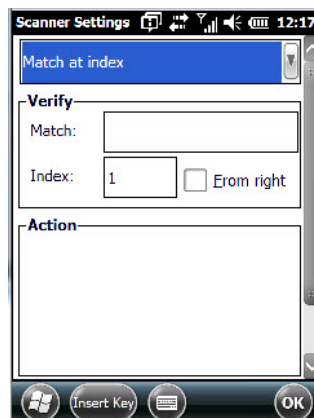 Scanner Settings 12:17
Match at index
Verify
Match:
Index: 1 From right
Action
Insert Key OK